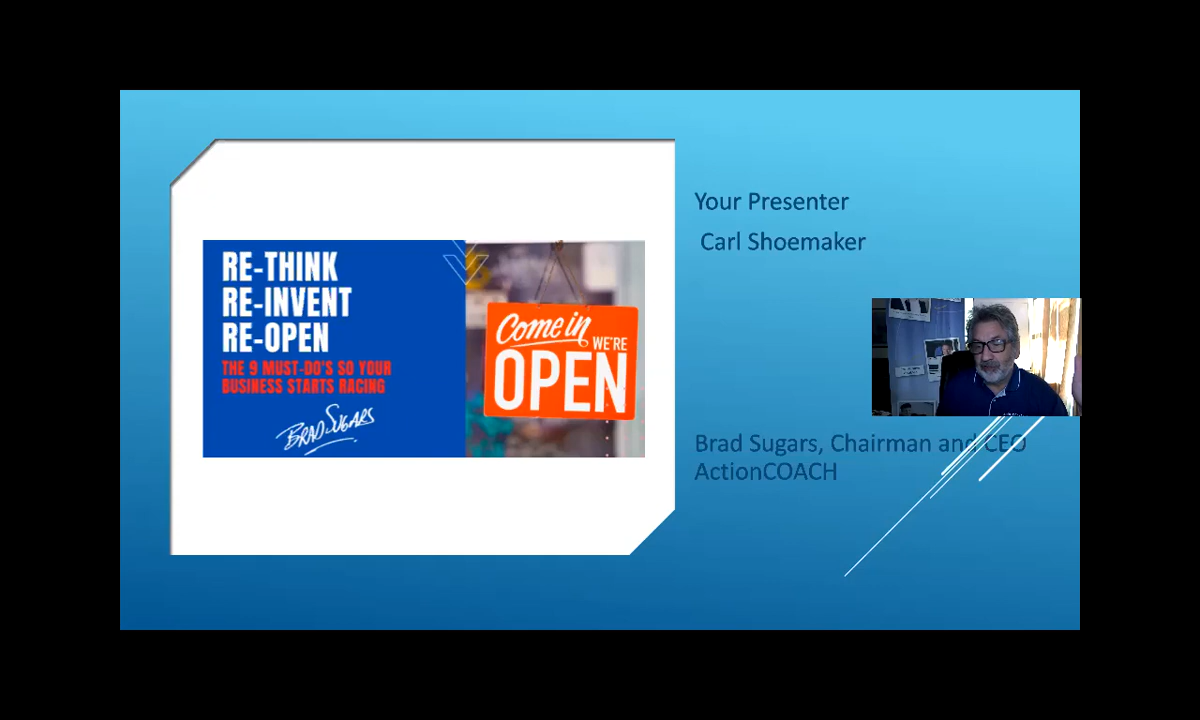 RE-THINK
RE-INVENT
RE-OPEN
THE 9 MUST-DO'S SO YOUR
BUSINESS STARTS RACING
BRAD SUGARS
Come in
WE'RE
OPEN
Your Presenter
Carl Shoemaker
Brad Sugars, Chairman and CEO
ActionCOACH